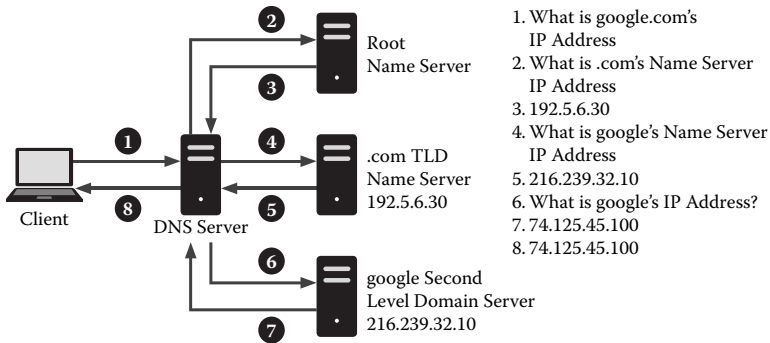 2
Root
Name Server
3
1
4
.com TLD
Name Server
192.5.6.30
8
5
Client
DNS Server
6
google Second
Level Domain Server
216.239.32.10
7
1. What is google.com's
IP Address
2. What is .com's Name Server
IP Address
3. 192.5.6.30
4. What is google's Name Server
IP Address
5. 216.239.32.10
6. What is google's IP Address?
7. 74.125.45.100
8. 74.125.45.100